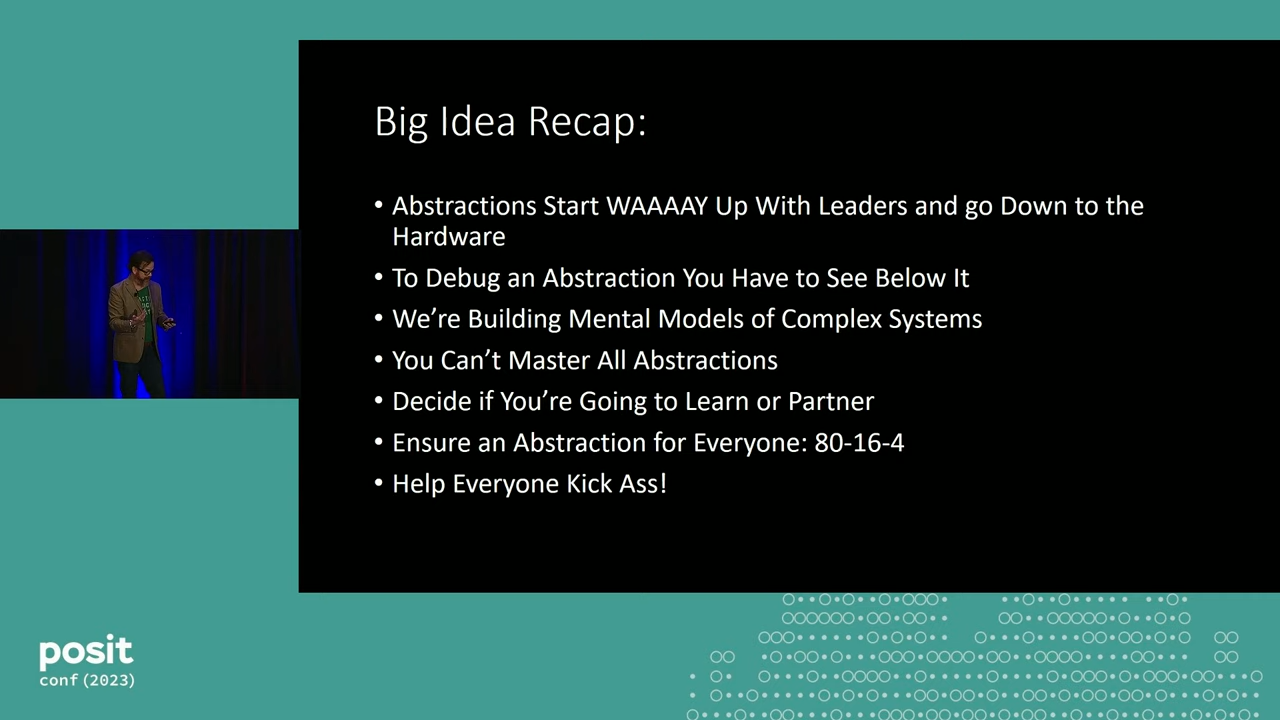 Big Idea Recap:
• Abstractions Start WAAAAY Up With Leaders and go Down to the
Hardware
• To Debug an Abstraction You Have to See Below It
• We’re Building Mental Models of Complex Systems
• You Can’t Master All Abstractions
• Decide if You’re Going to Learn or Partner
• Ensure an Abstraction for Everyone: 80-16-4
• Help Everyone Kick Ass!
posit
conf(2023)